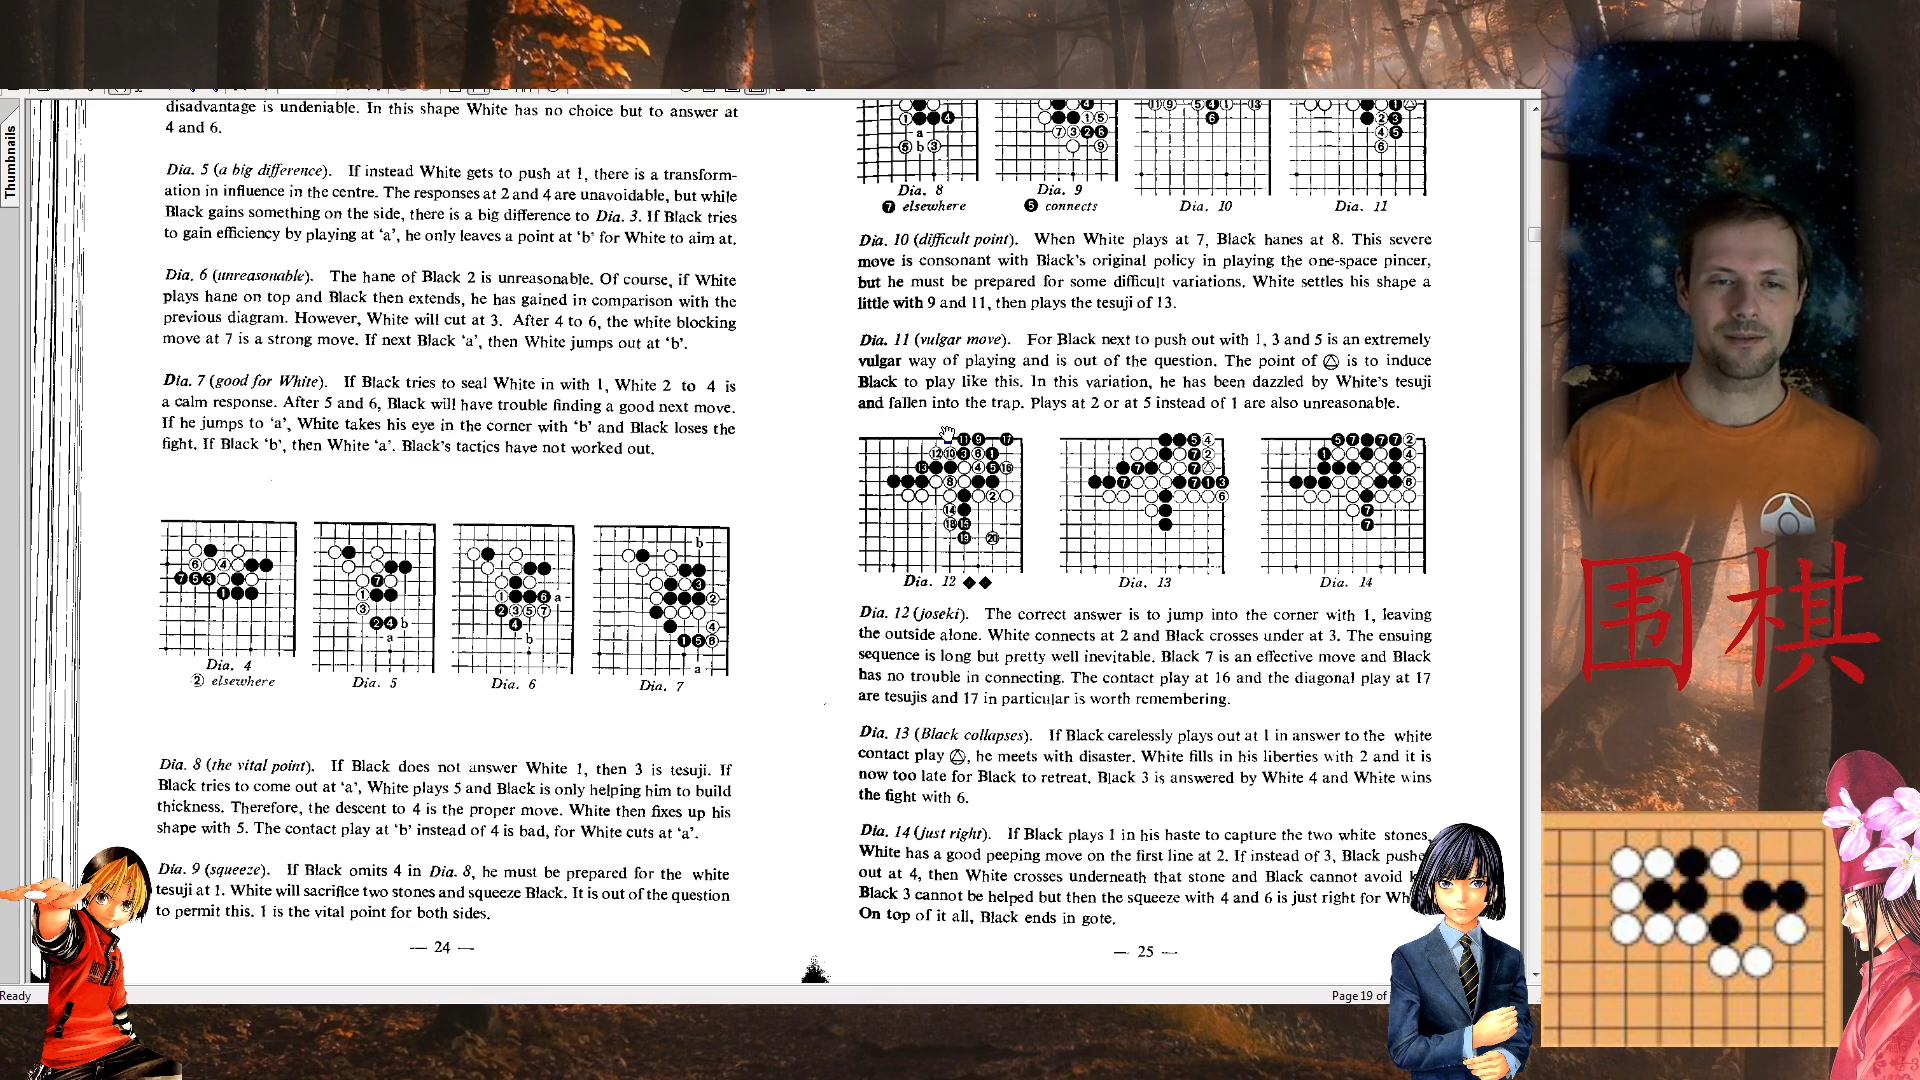 Thumbnails
disadvantage is undeniable. In this shape White has no choice but to answer at
4 and 6.
Dia. 5 (a big difference). If instead White gets to push at 1, there is a transform-
ation in influence in the centre. The responses at 2 and 4 are unavoidable, but while
Black gains something on the side, there is a big difference to Dia. 3. If Black tries
to gain efficiency by playing at ‘a’, he only leaves a point at ‘b’ for White to aim at.
Dia. 6 (unreasonable). The hane of Black 2 is unreasonable. Of course, if White
plays hane on top and Black then extends, he has gained in comparison with the
previous diagram. However, White will cut at 3. After 4 to 6, the white blocking
move at 7 is a strong move. If next Black ‘a’, then White jumps out at ‘b’.
Dia. 7 (good for White). If Black tries to seal White in with 1, White 2 to 4 is
a calm response. After 5 and 6, Black will have trouble finding a good next move.
If he jumps to ‘a’, White takes his eye in the corner with ‘b’ and Black loses the
fight. If Black ‘b’, then White ‘a’. Black’s tactics have not worked out.
Dia. 4
② elsewhere
Dia. 5
Dia. 6
Dia. 7
Dia. 8 (the vital point). If Black does not answer White 1, then 3 is tesuji. If
Black tries to come out at ‘a’, White plays 5 and Black is only helping him to build
thickness. Therefore, the descent to 4 is the proper move. White then fixes up his
shape with 5. The contact play at ‘b’ instead of 4 is bad, for White cuts at ‘a’.
Dia. 9 (squeeze). If Black omits 4 in Dia. 8, he must be prepared for the white
tesuji at 1. White will sacrifice two stones and squeeze Black. It is out of the question
to permit this. 1 is the vital point for both sides.
— 24 —
Dia. 8
❼ elsewhere
Dia. 9
❺ connects
Dia. 10
Dia. 11
Dia. 10 (difficult point). When White plays at 7, Black hanes at 8. This severe
move is consonant with Black’s original policy in playing the one-space pincer,
but he must be prepared for some difficult variations. White settles his shape a
little with 9 and 11, then plays the tesuji of 13.
Dia. 11 (vulgar move). For Black next to push out with 1, 3 and 5 is an extremely
vulgar way of playing and is out of the question. The point of △ is to induce
Black to play like this. In this variation, he has been dazzled by White’s tesuji
and fallen into the trap. Plays at 2 or at 5 instead of 1 are also unreasonable.
Dia. 12 ◆◆
Dia. 13
Dia. 14
Dia. 12 (joseki). The correct answer is to jump into the corner with 1, leaving
the outside alone. White connects at 2 and Black crosses under at 3. The ensuing
sequence is long but pretty well inevitable. Black 7 is an effective move and Black
has no trouble in connecting. The contact play at 16 and the diagonal play at 17
are tesujis and 17 in particular is worth remembering.
Dia. 13 (Black collapses). If Black carelessly plays out at 1 in answer to the white
contact play △, he meets with disaster. White fills in his liberties with 2 and it is
now too late for Black to retreat. Black 3 is answered by White 4 and White wins
the fight with 6.
Dia. 14 (just right). If Black plays 1 in his haste to capture the two white stones,
White has a good peeping move on the first line at 2. If instead of 3, Black pushe
out at 4, then White crosses underneath that stone and Black cannot avoid
Black 3 cannot be helped but then the squeeze with 4 and 6 is just right for Wh
On top of it all, Black ends in gote.
— 25 —
Ready
Page 19 of
围棋